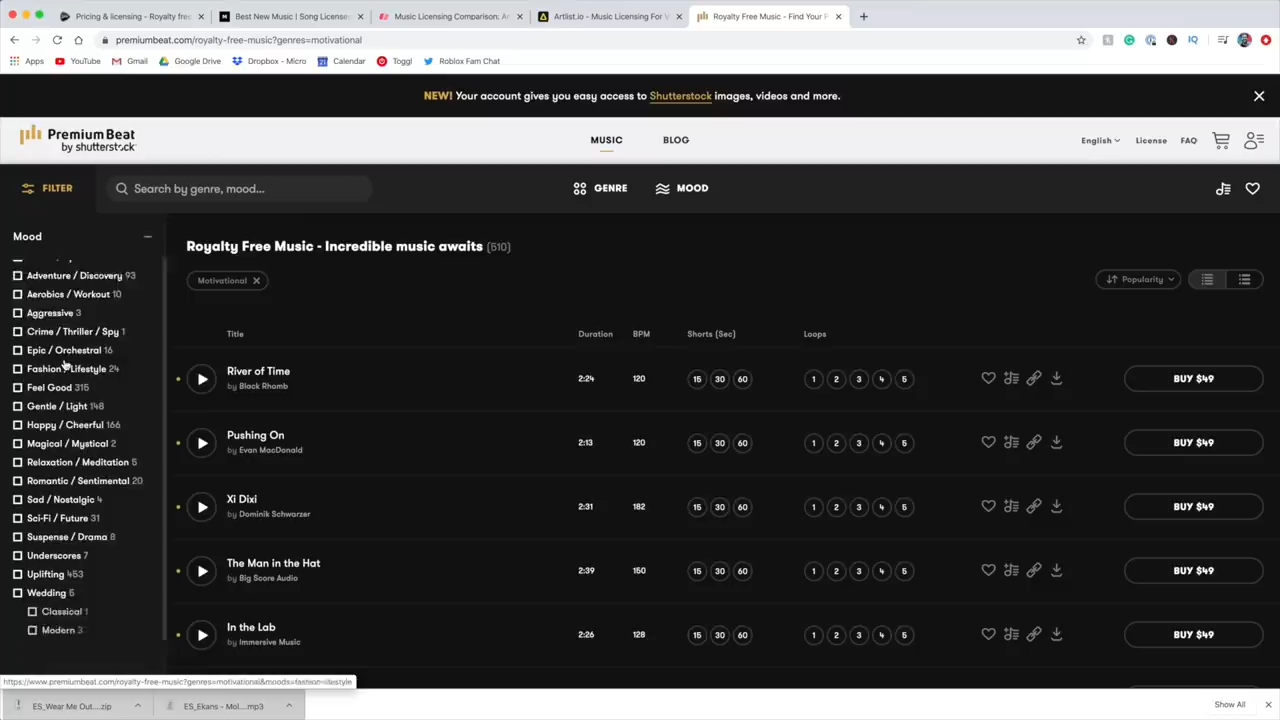 Pricing & licensing - Royalty free
Best New Music | Song License
Music Licensing Comparison: Ar
Artlist.io - Music Licensing For V
Royalty Free Music - Find Your P
premiumbeat.com/royalty-free-music?genres=motivational
Apps
YouTube
Gmail
Google Drive
Dropbox - Micro
Calendar
Toggl
Roblox Fam Chat
NEW! Your account gives you easy access to Shutterstock images, videos and more.
PremiumBeat
by shutterstock
MUSIC
BLOG
English
License
FAQ
FILTER
Search by genre, mood...
GENRE
MOOD
Mood
Adventure / Discovery 93
Aerobics / Workout 10
Aggressive 3
Crime / Thriller / Spy 1
Epic / Orchestral 16
Fashion / Lifestyle 24
Feel Good 315
Gentle / Light 148
Happy / Cheerful 166
Magical / Mystical 2
Relaxation / Meditation 5
Romantic / Sentimental 20
Sad / Nostalgic 4
Sci-Fi / Future 31
Suspense / Drama 8
Underscores 7
Uplifting 453
Wedding 6
Classical 1
Modern 3
Royalty Free Music - Incredible music awaits (510)
Motivational
Popularity
Title
Duration
BPM
Shorts (Sec)
Loops
River of Time
by Black Rhomb
2:24
120
15 30 60
1 2 3 4 5
BUY $49
Pushing On
by Evan MacDonald
2:13
120
15 30 60
1 2 3 4 5
BUY $49
Xi Dixi
by Dominik Schwarzer
2:31
182
15 30 60
1 2 3 4 5
BUY $49
The Man in the Hat
by Big Score Audio
2:39
150
15 30 60
1 2 3 4 5
BUY $49
In the Lab
by Immersive Music
2:26
128
15 30 60
1 2 3 4 5
BUY $49
https://www.premiumbeat.com/royalty-free-music?genres=motivational&moods=fashion-lifestyle
ES_Wear Me Out....zip
ES_Ekans - Mol....mp3
Show All